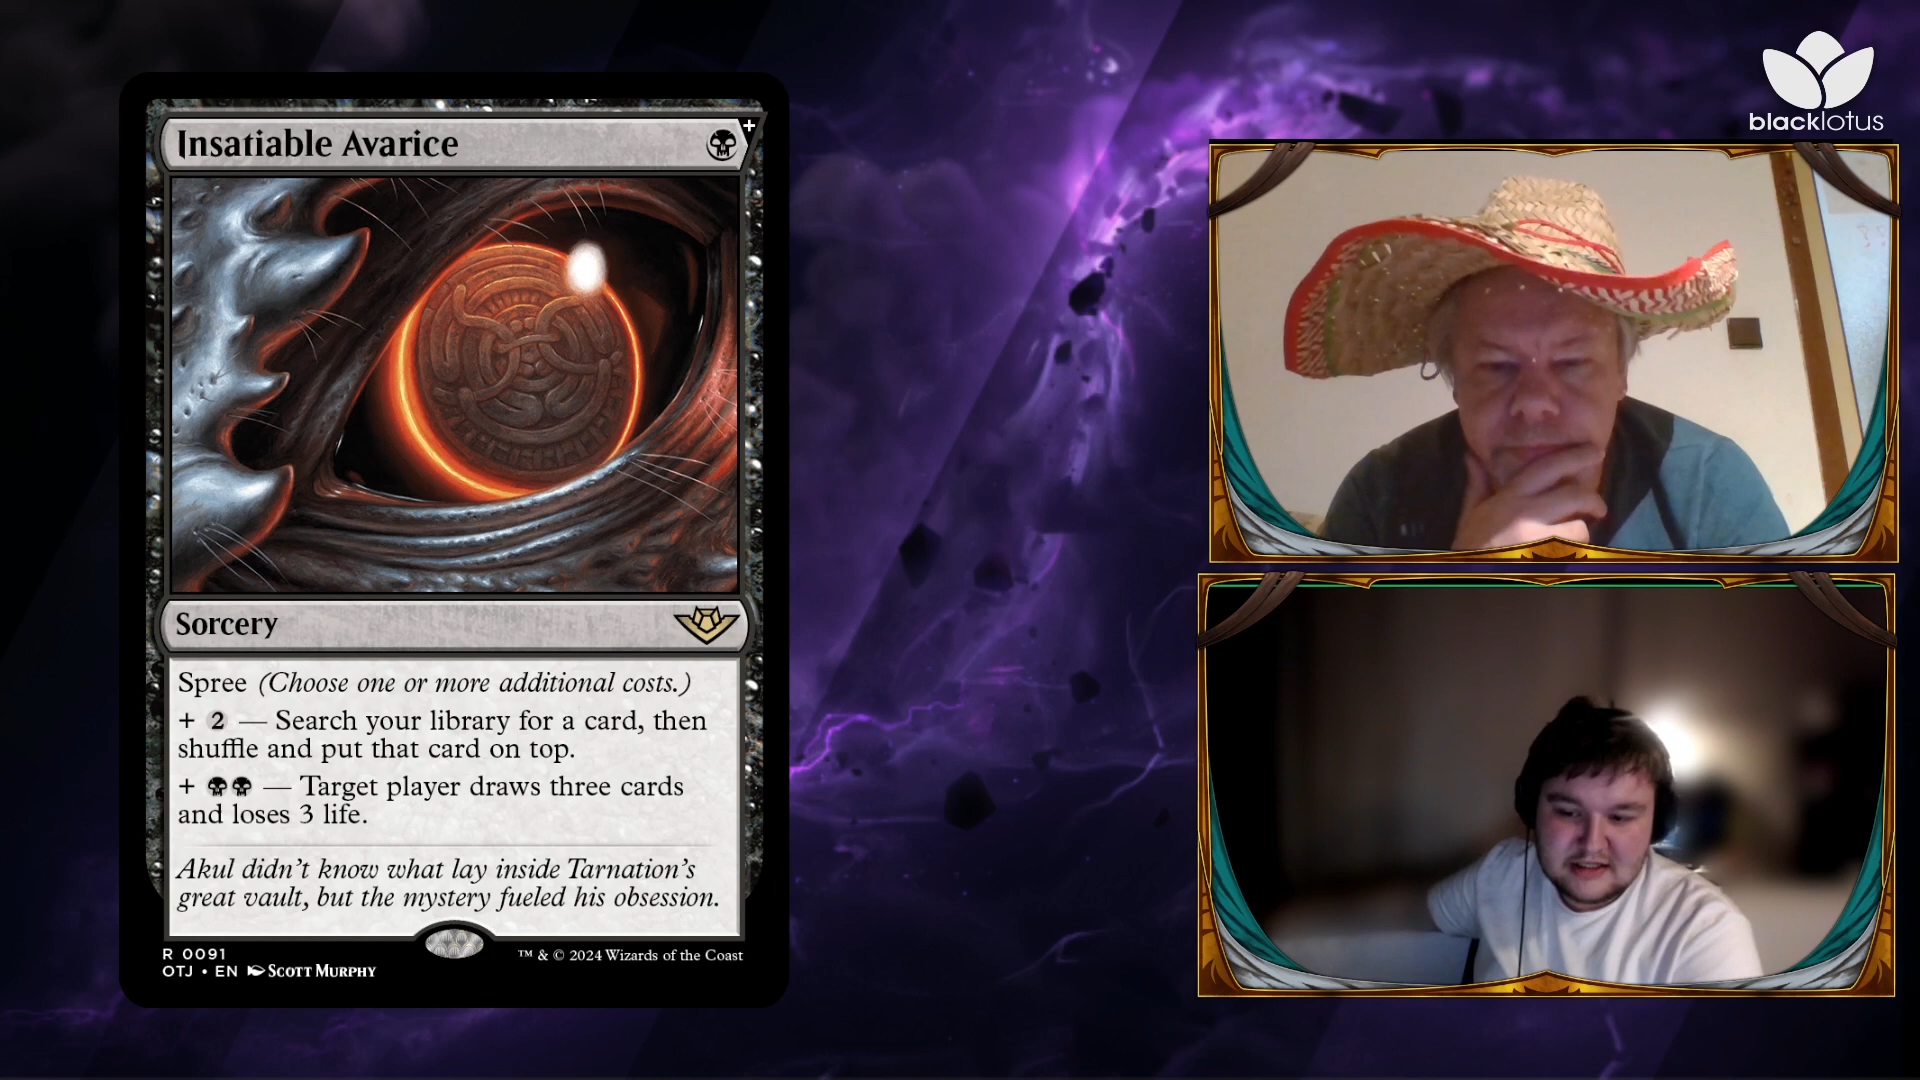 Insatiable Avarice
Sorcery
Spree (Choose one or more additional costs.)
+ 2 — Search your library for a card, then
shuffle and put that card on top.
+ — Target player draws three cards
and loses 3 life.
Akul didn't know what lay inside Tarnation's
great vault, but the mystery fueled his obsession.
R 0091
OTJ • EN Scott Murphy
™ & © 2024 Wizards of the Coast
blacklotus